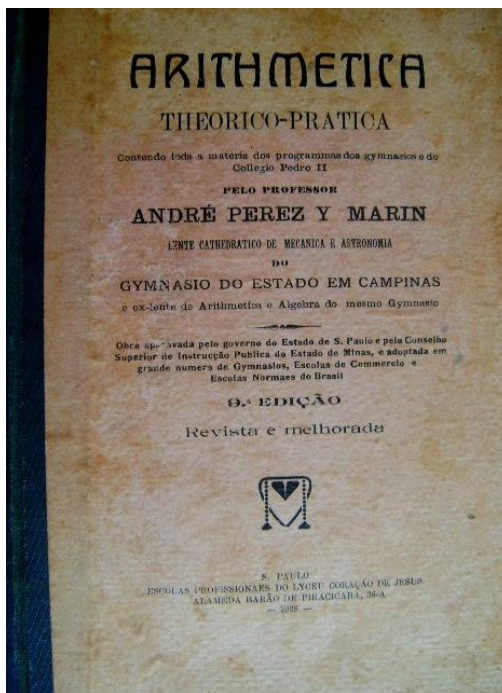 ARITHMETICA
THEORICO-PRATICA
Contendo toda a materia dos programmas dos gymnasios e do
Collegio Pedro II
PELO PROFESSOR
ANDRÉ PEREZ Y MARIN
LENTE CATHEDRATICO DE MECANICA E ASTRONOMIA
DO
GYMNASIO DO ESTADO EM CAMPINAS
e ex-lente de Arithmetica e Algebra do mesmo Gymnasio
Obra approvada pelo governo do Estado de S. Paulo e pelo Conselho
Superior de Instrucção Publica do Estado de Minas, e adoptada em
grande numero de Gymnasios, Escolas de Commercio e
Escolas Normaes do Brasil
9.ª EDIÇÃO
Revista e melhorada
S. PAULO
ESCOLAS PROFISSIONAES DO LYCEU CORAÇÃO DE JESUS
ALAMEDA BARÃO DE PIRACICABA, 36-A